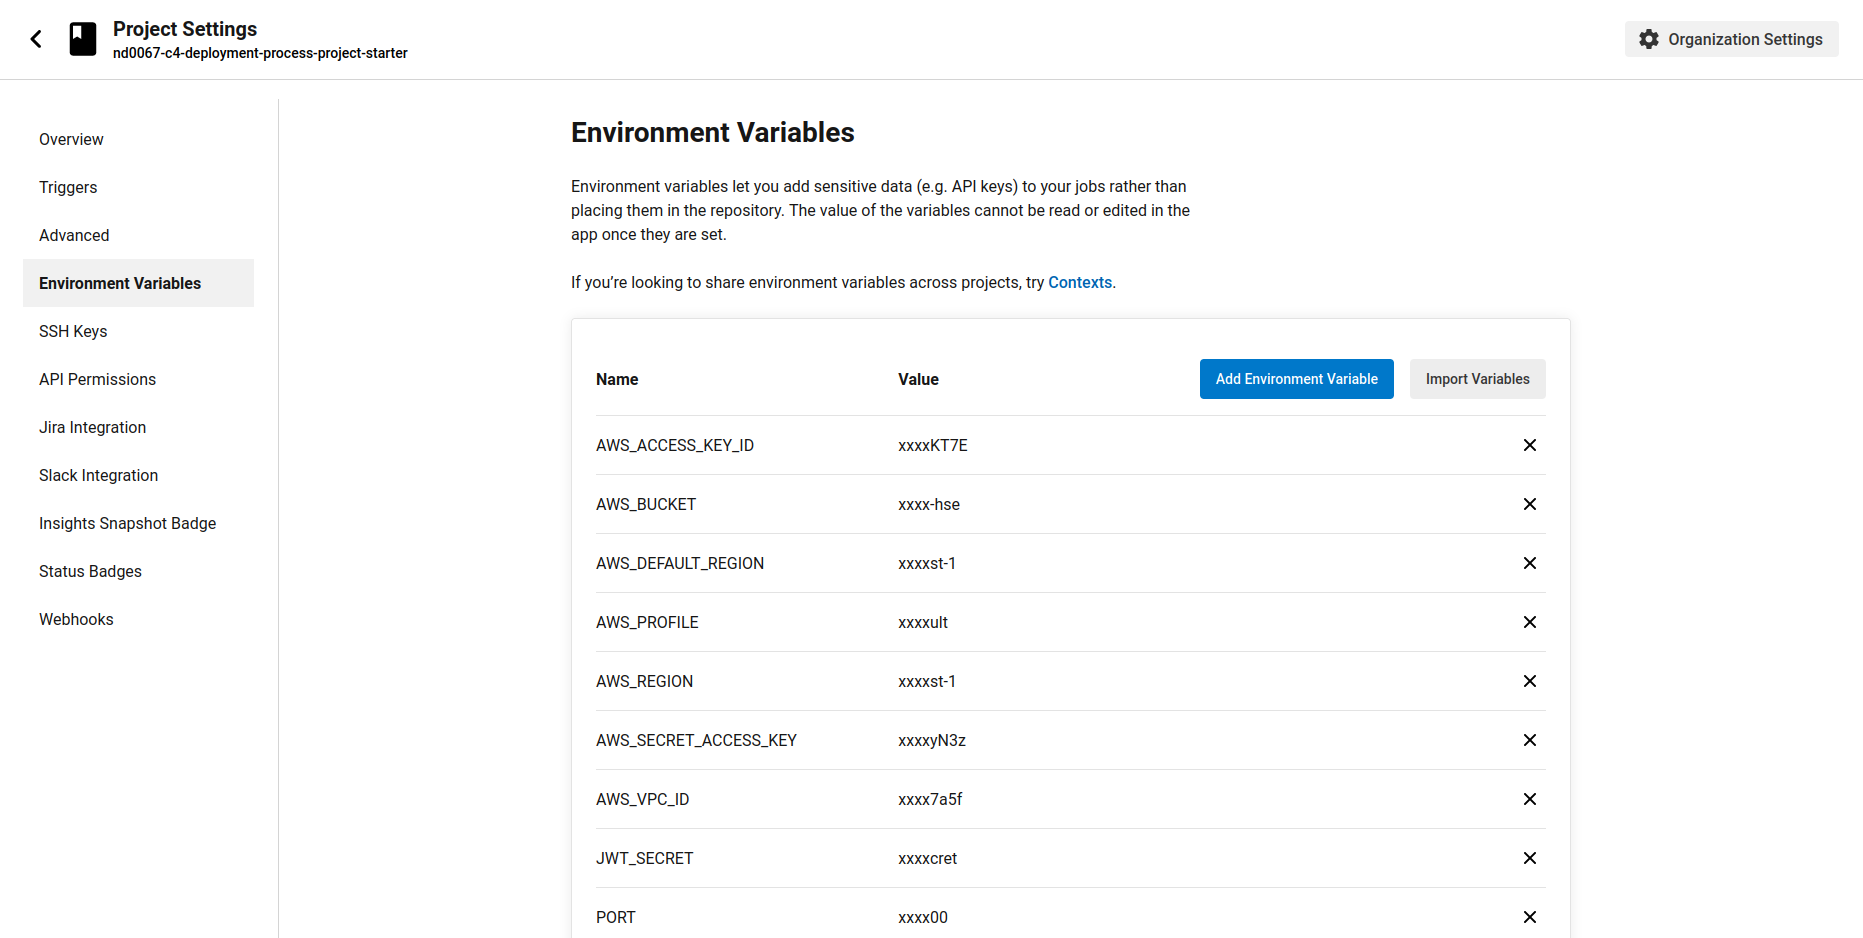 Project Settings
nd0067-c4-deployment-process-project-starter
Organization Settings
Overview
Triggers
Advanced
Environment Variables
SSH Keys
API Permissions
Jira Integration
Slack Integration
Insights Snapshot Badge
Status Badges
Webhooks
Environment Variables
Environment variables let you add sensitive data (e.g. API keys) to your jobs rather than
placing them in the repository. The value of the variables cannot be read or edited in the
app once they are set.
If you’re looking to share environment variables across projects, try Contexts.
Name Value Add Environment Variable Import Variables
AWS_ACCESS_KEY_ID xxxxKT7E
AWS_BUCKET xxxx-hse
AWS_DEFAULT_REGION xxxxst-1
AWS_PROFILE xxxxult
AWS_REGION xxxxst-1
AWS_SECRET_ACCESS_KEY xxxxyN3z
AWS_VPC_ID xxxx7a5f
JWT_SECRET xxxxcret
PORT xxxx00